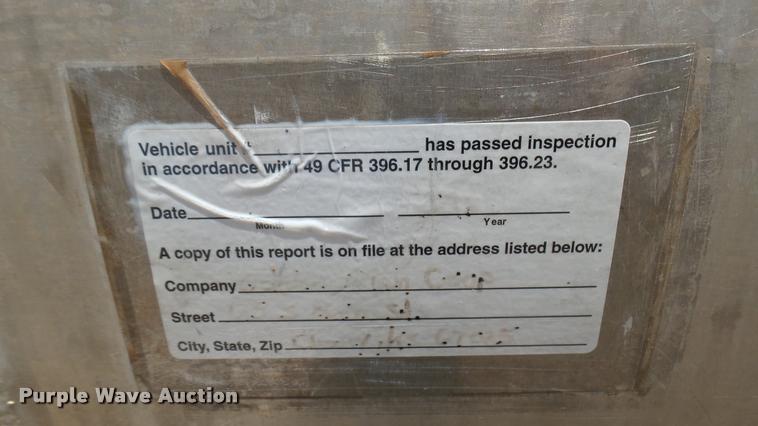 Vehicle unit # has passed inspection
in accordance with 49 CFR 396.17 through 396.23.
Date
Month Year
A copy of this report is on file at the address listed below:
Company
Street
City, State, Zip
Purple Wave Auction